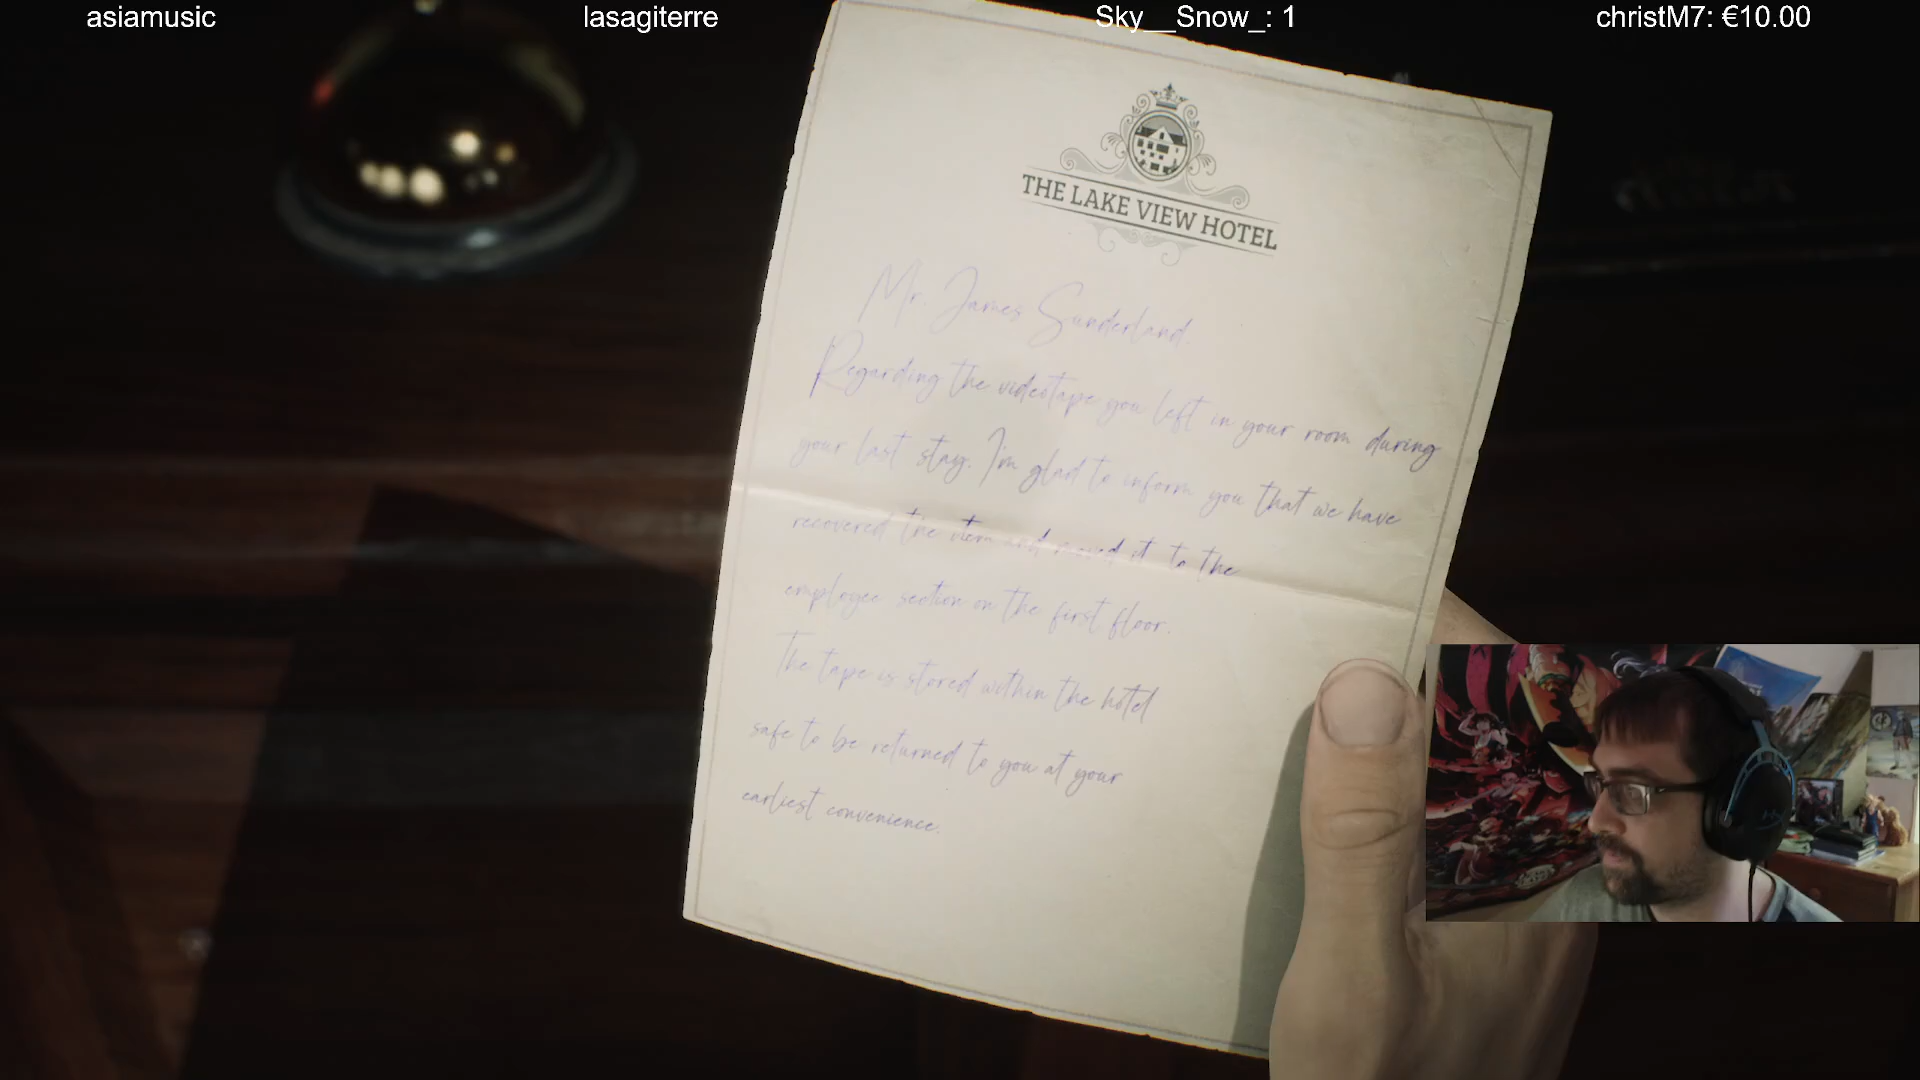 asiamusic
lasagiterre
Sky__Snow_: 1
christM7: €10.00
THE LAKE VIEW HOTEL
Mr. James Sunderland.
Regarding the videotape you left in your room during
your last stay. I'm glad to inform you that we have
recovered the item and moved it to the
employee section on the first floor.
The tape is stored within the hotel
safe to be returned to you at your
earliest convenience.